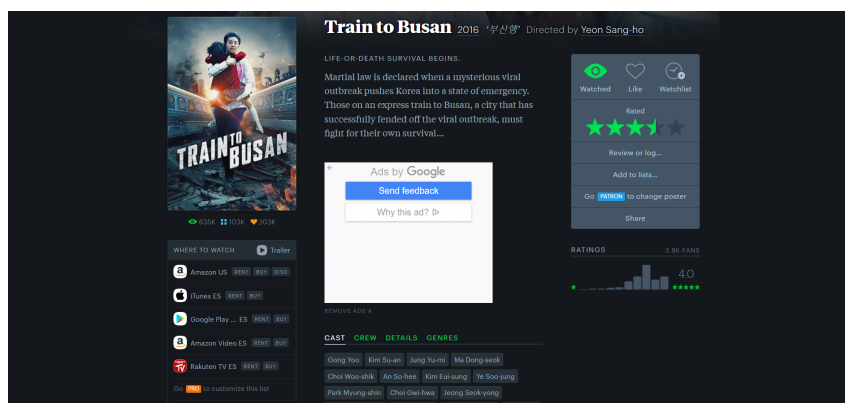 Train to Busan 2016 ‘부산행’ Directed by Yeon Sang-ho
TRAIN TO BUSAN
635K 103K 203K
WHERE TO WATCH Trailer
Amazon US RENT BUY DISC
iTunes ES RENT BUY
Google Play ... ES RENT BUY
Amazon Video ES RENT BUY
Rakuten TV ES RENT BUY
Go PRO to customize this list
LIFE-OR-DEATH SURVIVAL BEGINS.
Martial law is declared when a mysterious viral
outbreak pushes Korea into a state of emergency.
Those on an express train to Busan, a city that has
successfully fended off the viral outbreak, must
fight for their own survival...
Ads by Google
Send feedback
Why this ad?
REMOVE ADS ×
CAST CREW DETAILS GENRES
Gong Yoo Kim Su-an Jung Yu-mi Ma Dong-seok
Choi Woo-shik An So-hee Kim Eui-sung Ye Soo-jung
Park Myung-shin Choi Gwi-hwa Jeong Seok-yong
Watched Like Watchlist
Rated
Review or log...
Add to lists...
Go PATRON to change poster
Share
RATINGS 3.9K FANS
4.0